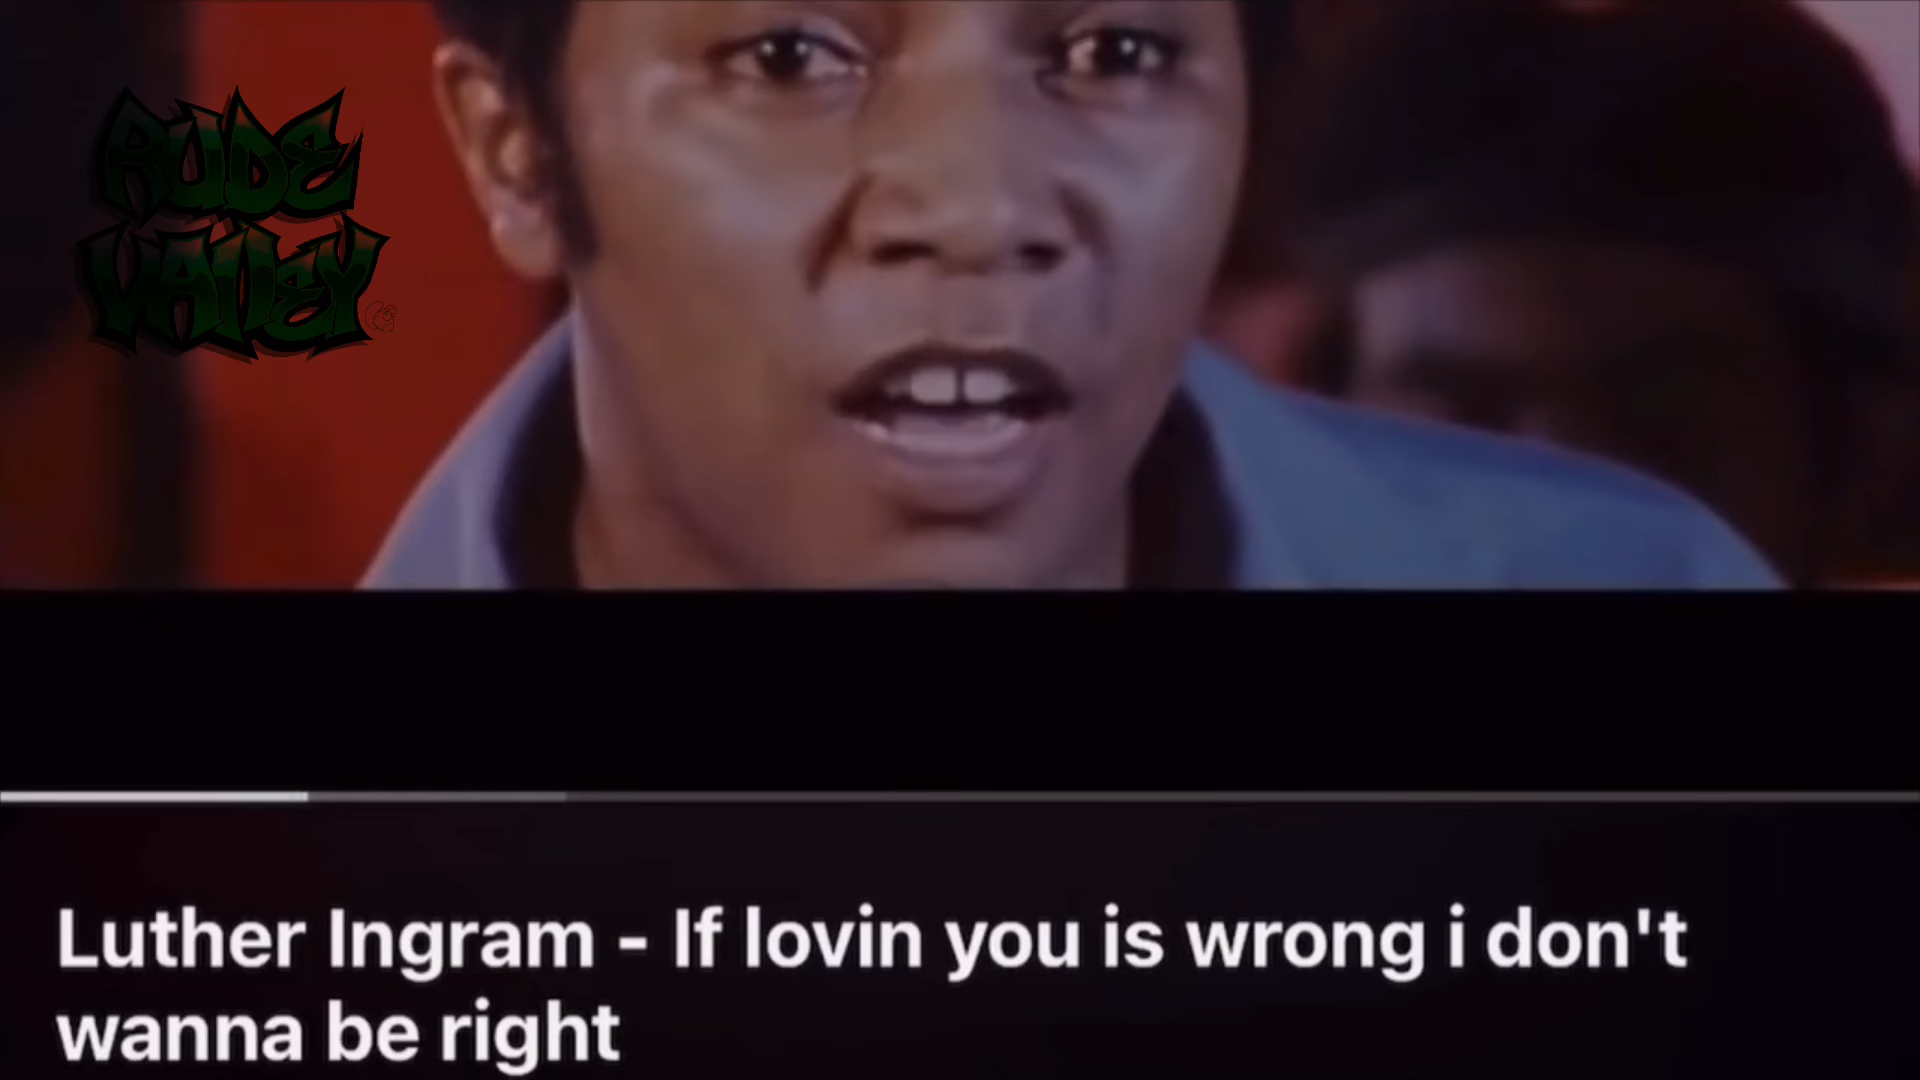 RUDE
VALLEY
Luther Ingram - If lovin you is wrong i don't
wanna be right